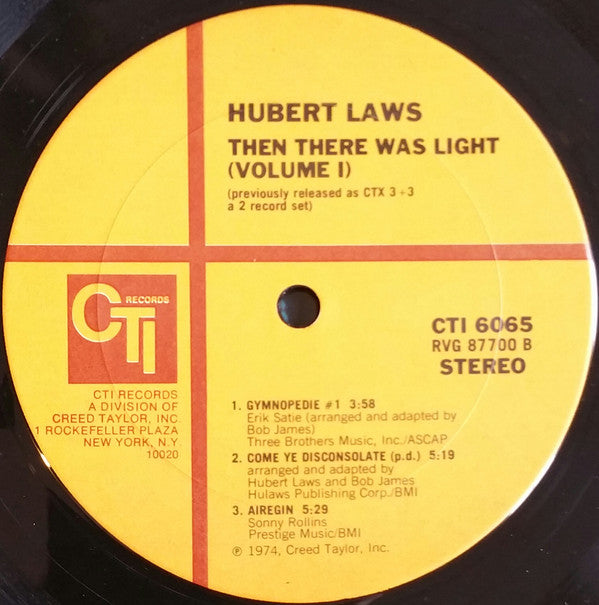 HUBERT LAWS
THEN THERE WAS LIGHT
(VOLUME I)
(previously released as CTX 3+3
a 2 record set)
CTI RECORDS
CTI RECORDS
A DIVISION OF
CREED TAYLOR, INC.
1 ROCKEFELLER PLAZA
NEW YORK, N.Y.
10020
CTI 6065
RVG 87700 B
STEREO
1. GYMNOPEDIE #1 3:58
Erik Satie (arranged and adapted by
Bob James)
Three Brothers Music, Inc./ASCAP
2. COME YE DISCONSOLATE (p.d.) 5:19
arranged and adapted by
Hubert Laws and Bob James
Hulaws Publishing Corp./BMI
3. AIREGIN 5:29
Sonny Rollins
Prestige Music/BMI
℗ 1974, Creed Taylor, Inc.